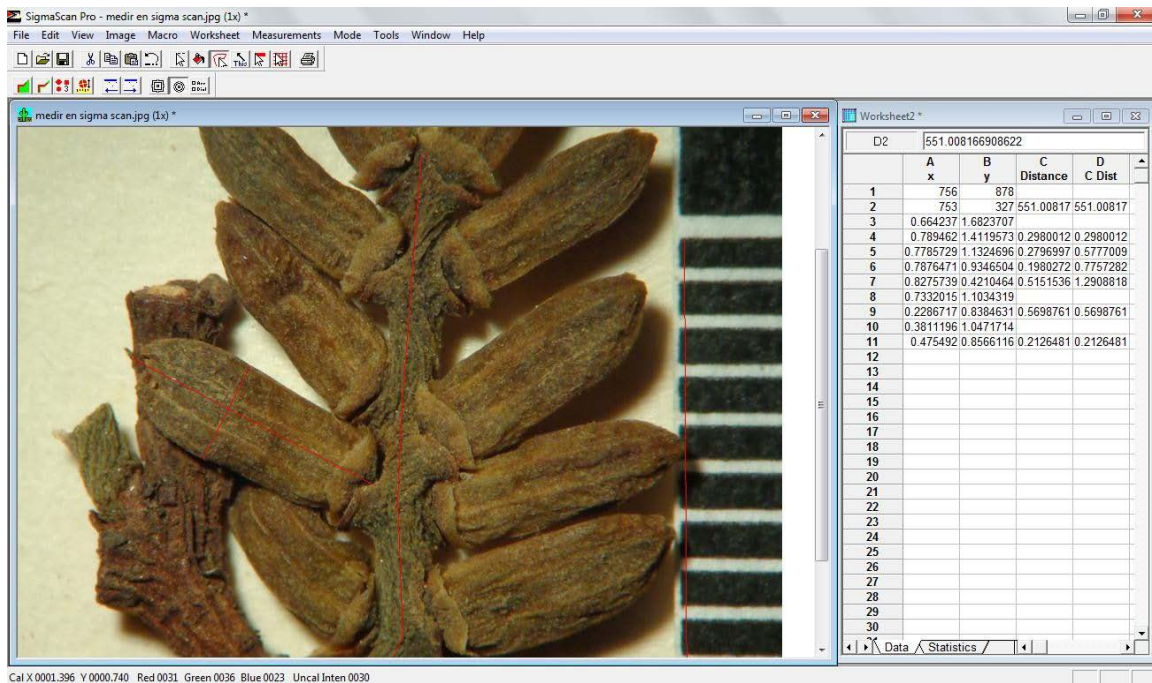 SigmaScan Pro - medir en sigma scan.jpg (1x) *
File Edit View Image Macro Worksheet Measurements Mode Tools Window Help
medir en sigma scan.jpg (1x) *
Worksheet2 *
D2 551.008166908622
A B C D
x y Distance C Dist
1 756 878
2 753 327 551.00817 551.00817
3 0.664237 1.6823707
4 0.789462 1.4119573 0.2980012 0.2980012
5 0.7785729 1.1324696 0.2796997 0.5777009
6 0.7876471 0.9346504 0.1980272 0.7757282
7 0.8275739 0.4210464 0.5151536 1.2908818
8 0.7332015 1.1034319
9 0.2286717 0.8384631 0.5698761 0.5698761
10 0.3811196 1.0471714
11 0.475492 0.8566116 0.2126481 0.2126481
12
13
14
15
16
17
18
19
20
21
22
23
24
25
26
27
28
29
30
Data Statistics
Cal X 0001.396 Y 0000.740 Red 0031 Green 0036 Blue 0023 Uncal Inten 0030